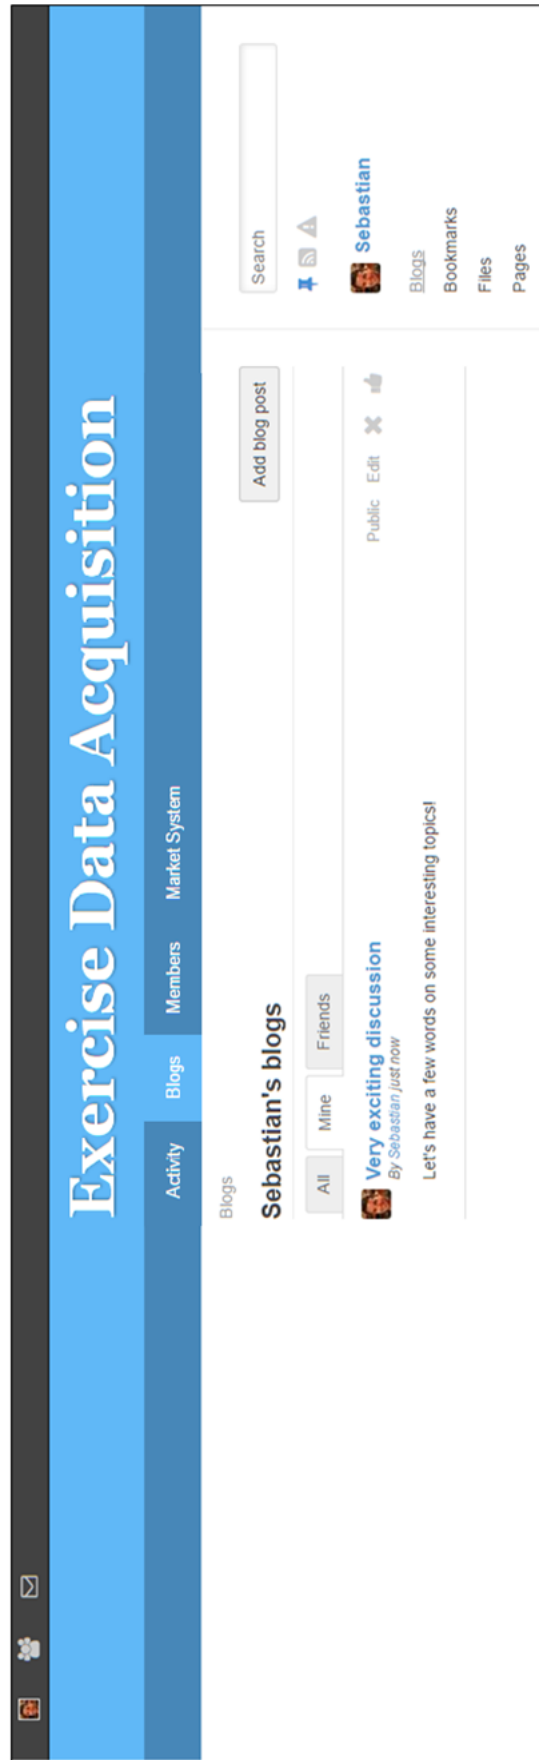 Exercise Data Acquisition
Activity Blogs Members Market System
Blogs
Sebastian's blogs
Add blog post
All Mine Friends
Very exciting discussion
By Sebastian just now
Public Edit
Let's have a few words on some interesting topics!
Search
Sebastian
Blogs
Bookmarks
Files
Pages